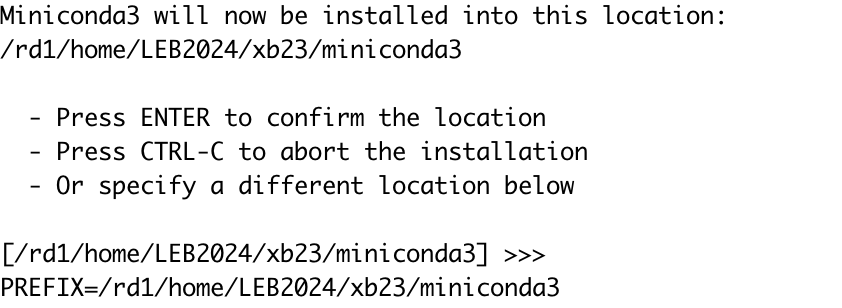 Miniconda3 will now be installed into this location:
/rd1/home/LEB2024/xb23/miniconda3
- Press ENTER to confirm the location
- Press CTRL-C to abort the installation
- Or specify a different location below
[/rd1/home/LEB2024/xb23/miniconda3] >>>
PREFIX=/rd1/home/LEB2024/xb23/miniconda3